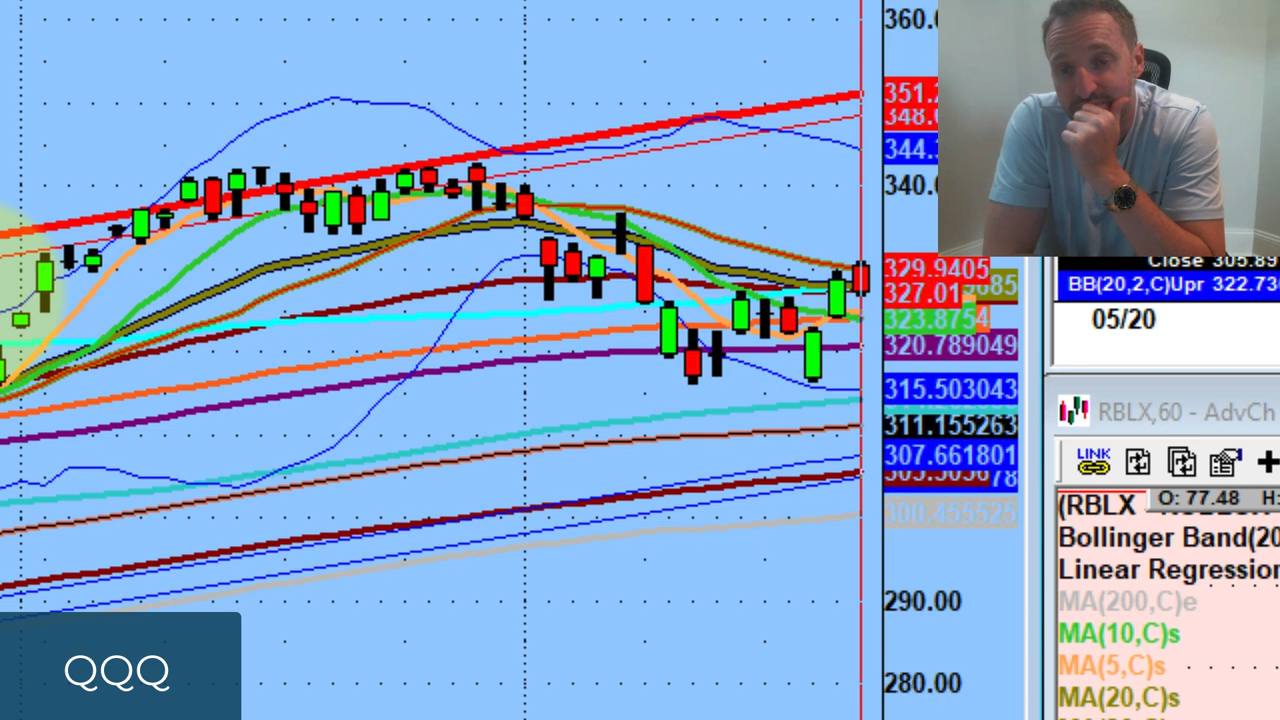 360.
351.
348.
344.
340.
329.9405
327.01
323.8754
320.789049
315.503043
311.155263
307.661801
300.455525
290.00
280.00
QQQ
Close 305.89
BB(20,2,C)Upr 322.73
05/20
RBLX,60 - AdvCh
LINK
(RBLX O: 77.48 H:
Bollinger Band(20
Linear Regression
MA(200,C)e
MA(10,C)s
MA(5,C)s
MA(20,C)s